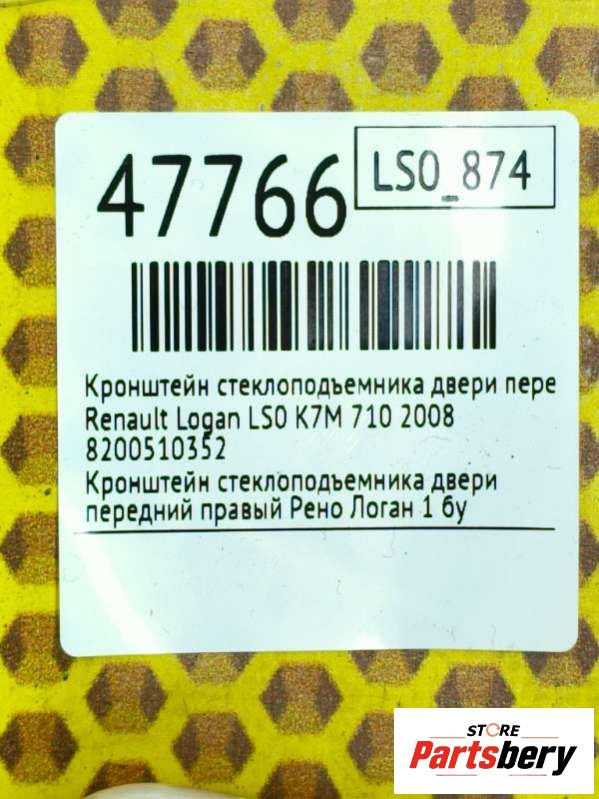 47766
LS0_874
Кронштейн стеклоподъемника двери пере
Renault Logan LS0 K7M 710 2008
8200510352
Кронштейн стеклоподъемника двери
передний правый Рено Логан 1 бу
STORE
Partsbery